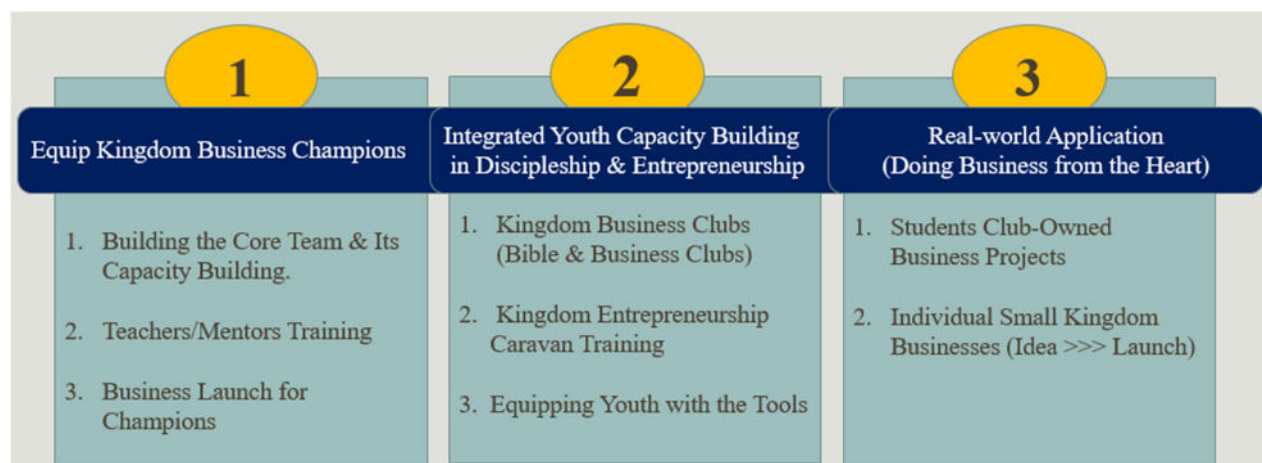 1
Equip Kingdom Business Champions
1. Building the Core Team & Its
Capacity Building.
2. Teachers/Mentors Training
3. Business Launch for
Champions
2
Integrated Youth Capacity Building
in Discipleship & Entrepreneurship
1. Kingdom Business Clubs
(Bible & Business Clubs)
2. Kingdom Entrepreneurship
Caravan Training
3. Equipping Youth with the Tools
3
Real-world Application
(Doing Business from the Heart)
1. Students Club-Owned
Business Projects
2. Individual Small Kingdom
Businesses (Idea >>> Launch)